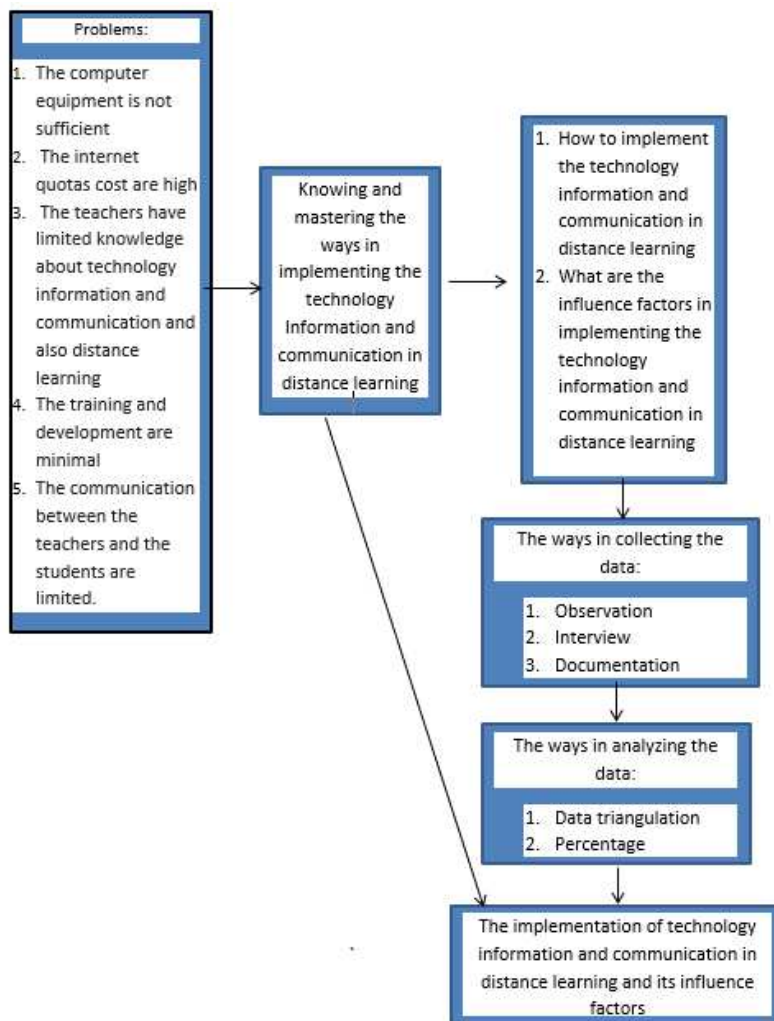 Problems:
1. The computer
equipment is not
sufficient
2. The internet
quotas cost are high
3. The teachers have
limited knowledge
about technology
information and
communication and
also distance
learning
4. The training and
development are
minimal
5. The communication
between the
teachers and the
students are
limited.
Knowing and
mastering the
ways in
implementing the
technology
Information and
communication in
distance learning
1. How to implement
the technology
information and
communication in
distance learning
2. What are the
influence factors in
implementing the
technology
information and
communication in
distance learning
The ways in collecting the
data:
1. Observation
2. Interview
3. Documentation
The ways in analyzing the
data:
1. Data triangulation
2. Percentage
The implementation of technology
information and communication in
distance learning and its influence
factors